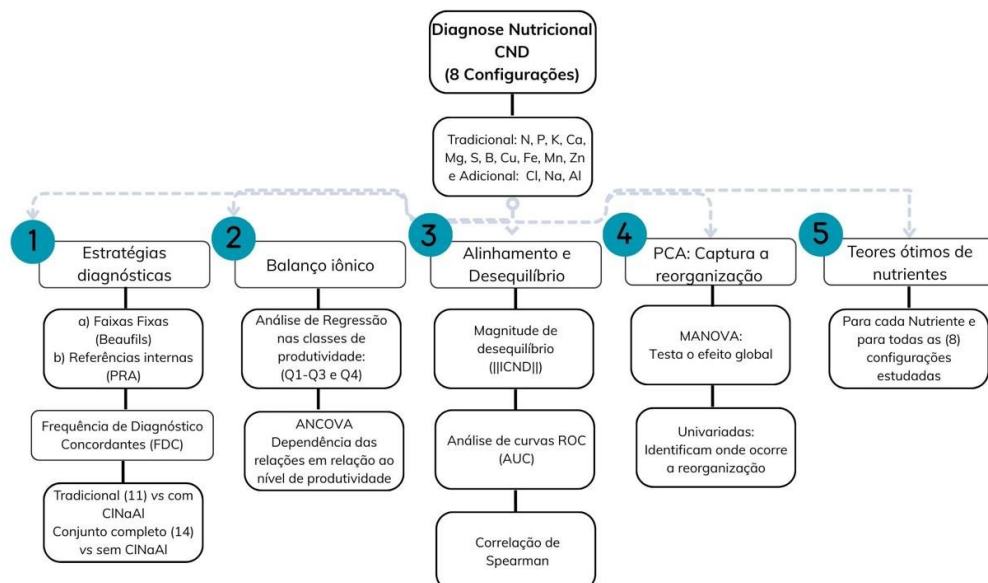 Diagnose Nutricional
CND
(8 Configurações)
Tradicional: N, P, K, Ca,
Mg, S, B, Cu, Fe, Mn, Zn
e Adicional: Cl, Na, Al
1
Estratégias
diagnósticas
a) Faixas Fixas
(Beaufils)
b) Referências internas
(PRA)
Frequência de Diagnóstico
Concordantes (FDC)
Tradicional (11) vs com
ClNaAl
Conjunto completo (14)
vs sem ClNaAl
2
Balanço iônico
Análise de Regressão
nas classes de
produtividade:
(Q1-Q3 e Q4)
ANCOVA
Dependência das
relações em relação ao
nível de produtividade
3
Alinhamento e
Desequilíbrio
Magnitude de
desequilíbrio
(||ICND||)
Análise de curvas ROC
(AUC)
Correlação de
Spearman
4
PCA: Captura a
reorganização
MANOVA:
Testa o efeito global
Univariadas:
Identificam onde ocorre
a reorganização
5
Teores ótimos de
nutrientes
Para cada Nutriente e
para todas as (8)
configurações
estudadas